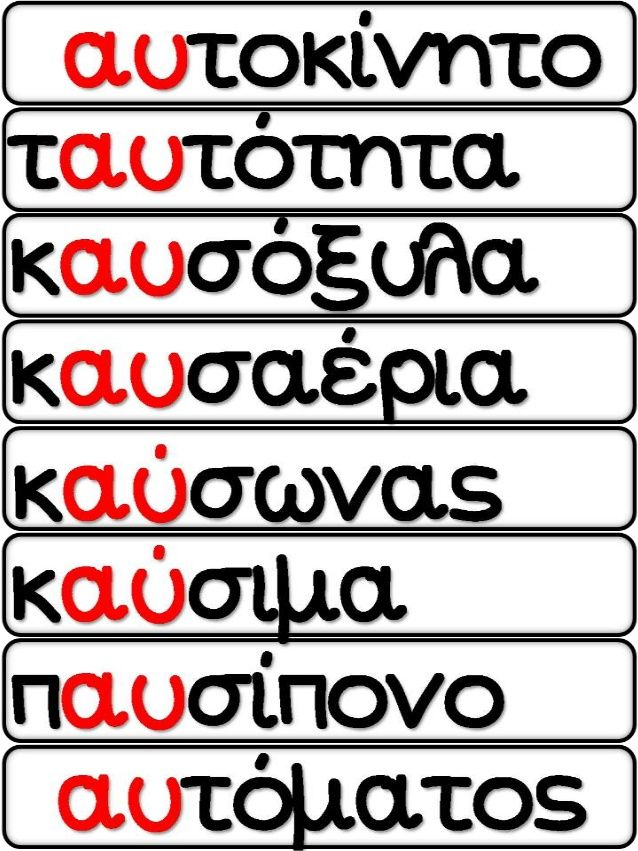 αυτοκίνητο
ταυτότητα
καυσόξυλα
καυσαέρια
καύσωνας
καύσιμα
παυσίπονο
αυτόματος